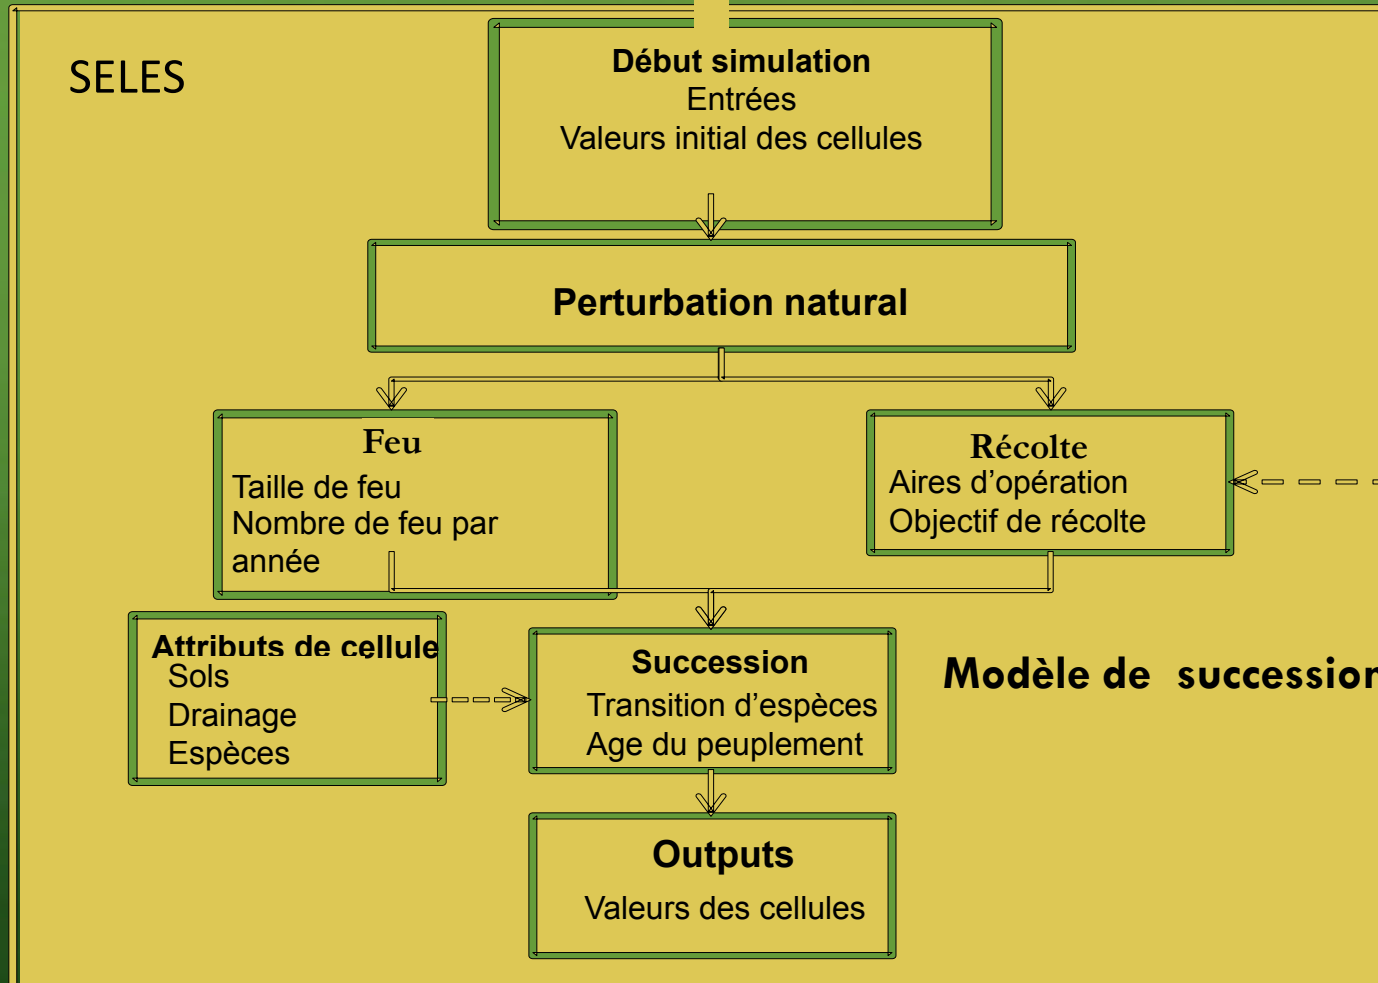 SELES
Début simulation
Entrées
Valeurs initial des cellules
Perturbation natural
Feu
Taille de feu
Nombre de feu par
année
Récolte
Aires d'opération
Objectif de récolte
Attributs de cellule
Sols
Drainage
Espèces
Succession
Transition d'espèces
Age du peuplement
Modèle de succession
Outputs
Valeurs des cellules